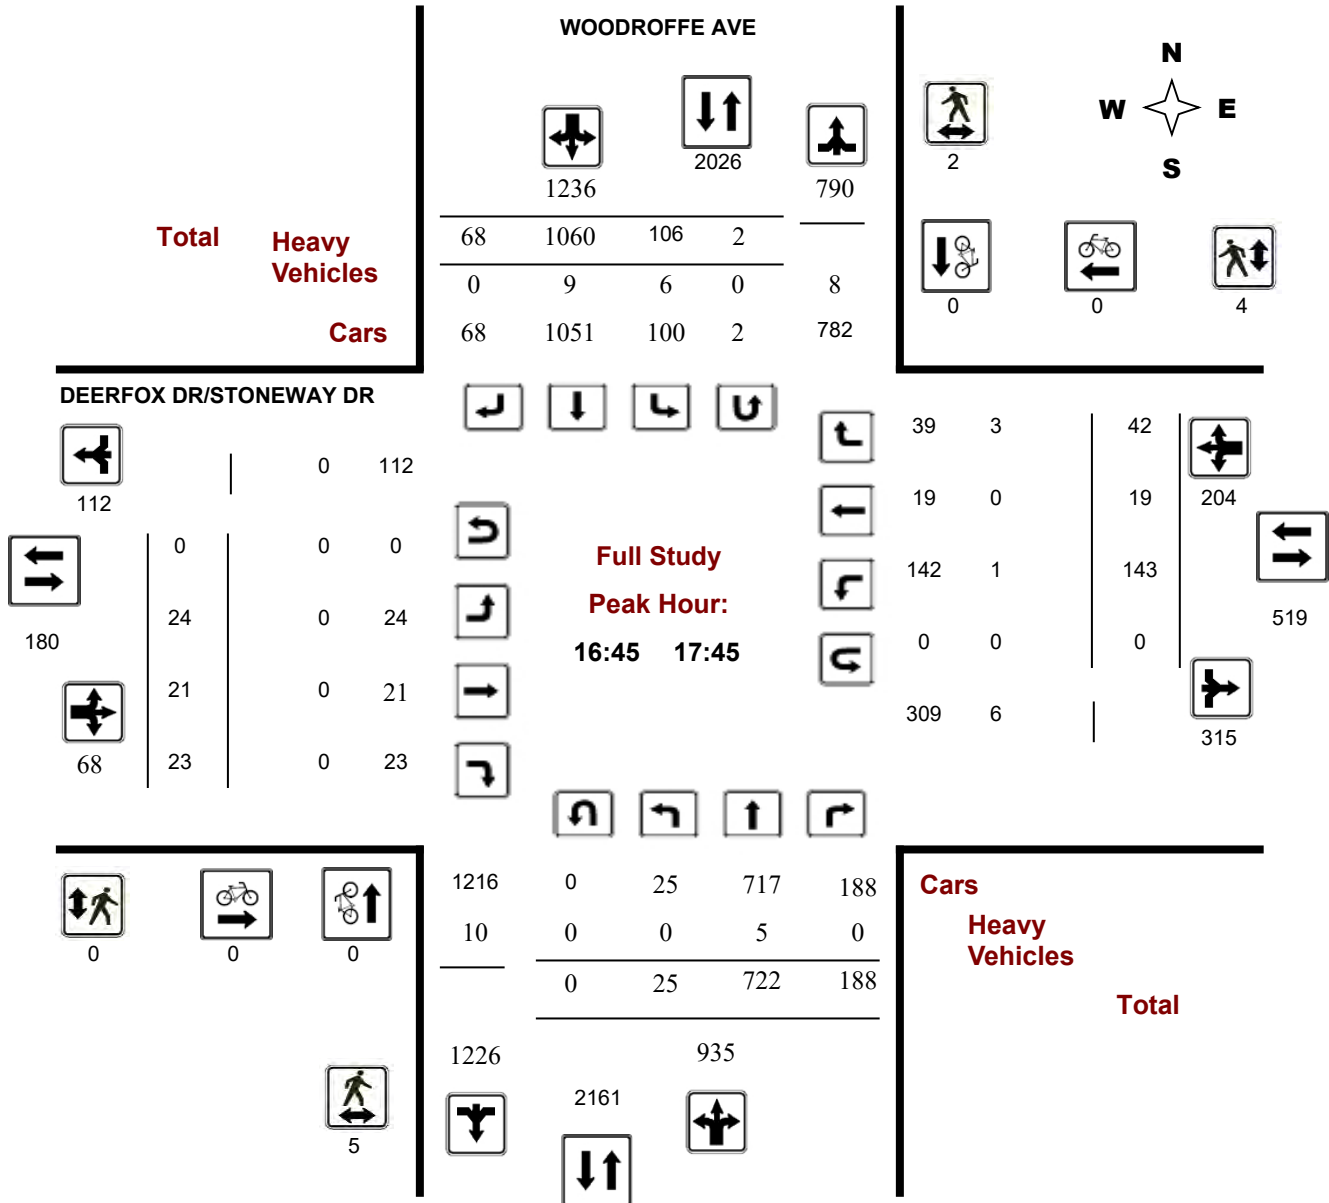 WOODROFFE AVE
N
W E
S
2026
2
1236
790
Total Heavy Vehicles
68 1060 106 2
0 9 6 0 8
Cars 68 1051 100 2 782
0 0 4
DEERFOX DR/STONEWAY DR
39 3 42
0 112
112
19 0 19 204
0 0 0
Full Study
142 1 143
Peak Hour:
24 0 24
519
180
16:45 17:45
0 0 0
21 0 21
309 6
315
68 23 0 23
1216 0 25 717 188
Cars
10 0 0 5 0
Heavy
Vehicles
0 0 0
0 25 722 188
Total
1226 935
2161
5